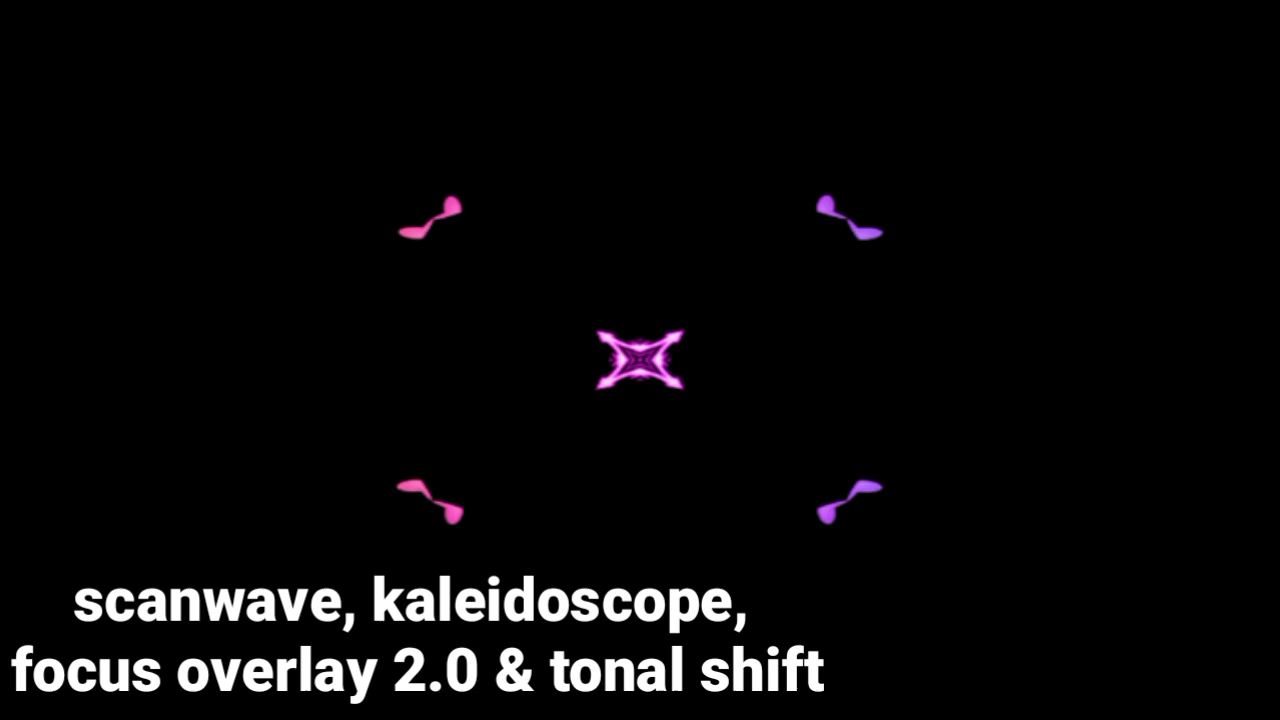 scanwave, kaleidoscope,
focus overlay 2.0 & tonal shift